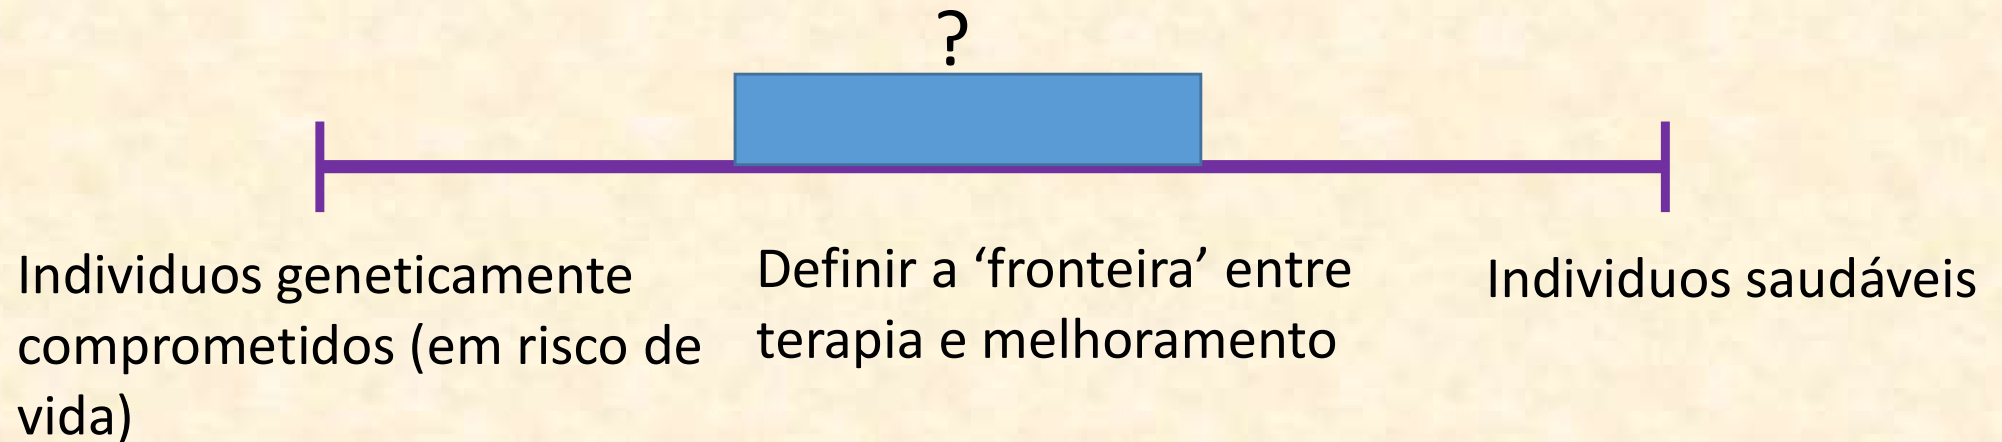 ?
Individuos geneticamente
comprometidos (em risco de
vida)
Definir a ‘fronteira’ entre
terapia e melhoramento
Individuos saudáveis